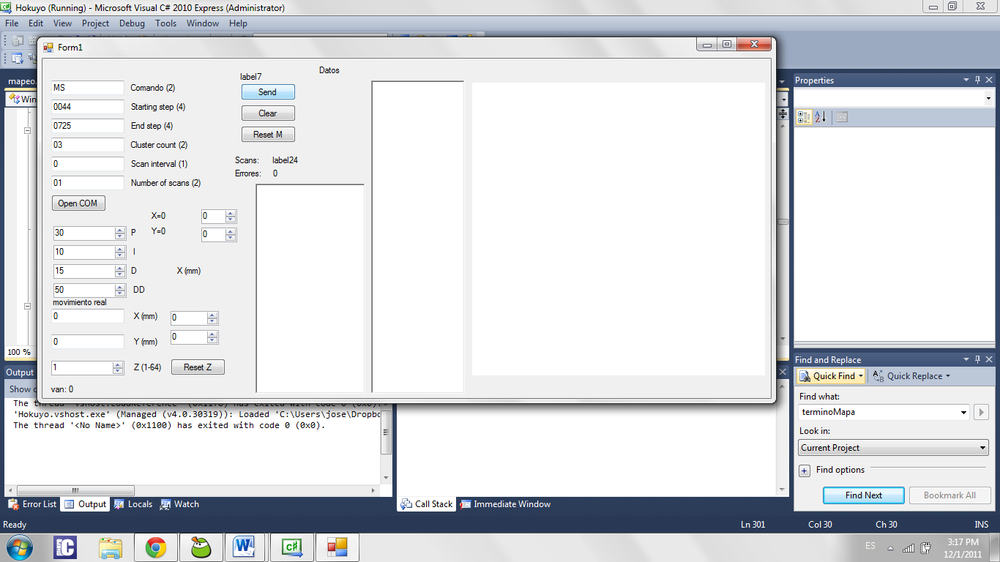 Hokuyo (Running) - Microsoft Visual C# 2010 Express (Administrator)
File Edit View Project Debug Tools Window Help
Form1
mapeo.
Win
100 %
MS Comando (2)
0044 Starting step (4)
0725 End step (4)
03 Cluster count (2)
0 Scan interval (1)
01 Number of scans (2)
Open COM
label7
Send
Clear
Reset M
Scans: label24
Errores: 0
Datos
X=0 0
Y=0 0
30 P
10 I
15 D X (mm)
50 DD
movimiento real
0 X (mm) 0
0 Y (mm) 0
1 Z (1-64) Reset Z
van: 0
Properties
Output
Show
The thread 'vshost.LoadReference' (0x11f8) has exited with code 0 (0x0).
'Hokuyo.vshost.exe' (Managed (v4.0.30319)): Loaded 'C:\Users\jose\Dropbo
The thread '<No Name>' (0x1100) has exited with code 0 (0x0).
Error List Output Locals Watch
Call Stack Immediate Window
Find and Replace
Quick Find Quick Replace
Find what:
terminoMapa
Look in:
Current Project
Find options
Find Next Bookmark All
Ready Ln 301 Col 30 Ch 30 INS
ES 3:17 PM
12/1/2011